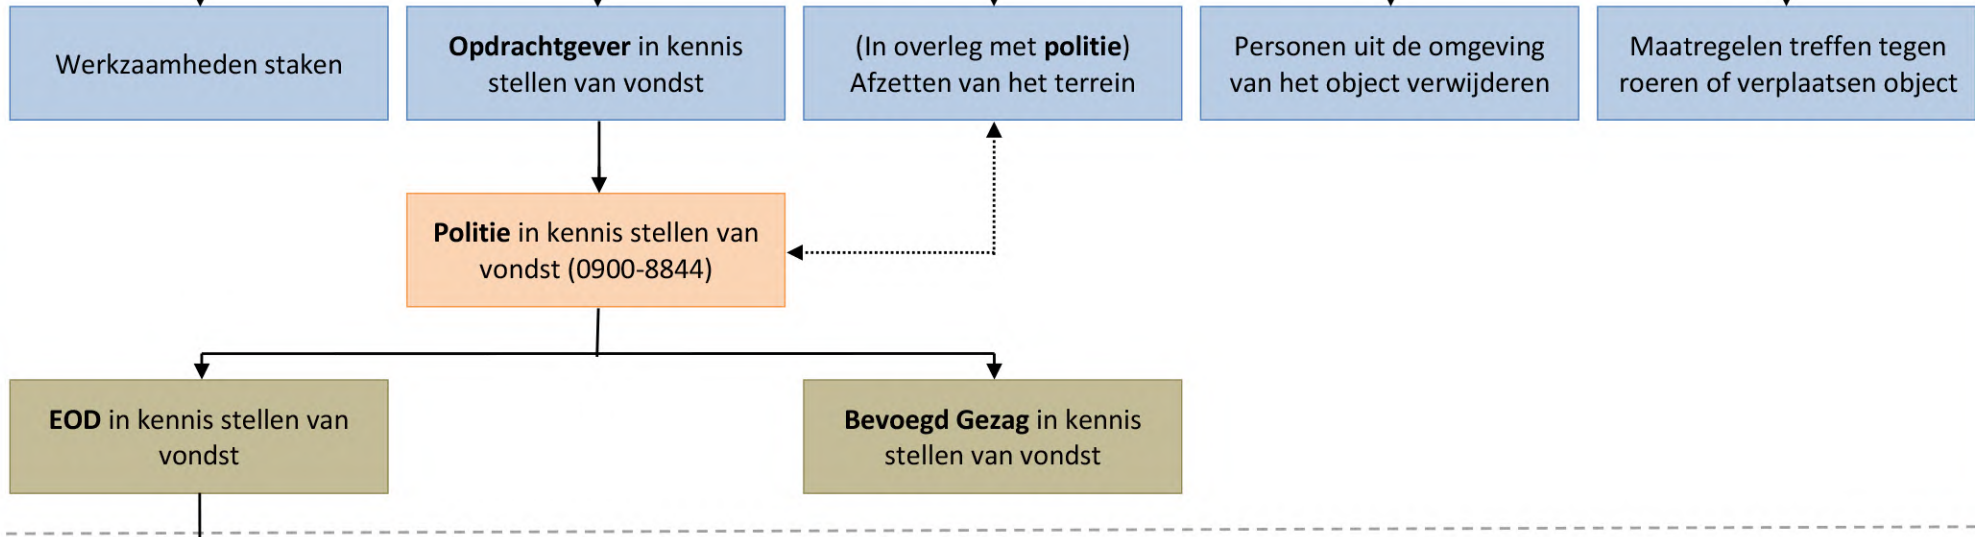 Werkzaamheden staken
Opdrachtgever in kennis
stellen van vondst
(In overleg met politie)
Afzetten van het terrein
Personen uit de omgeving
van het object verwijderen
Maatregelen treffen tegen
roeren of verplaatsen object
Politie in kennis stellen van
vondst (0900-8844)
EOD in kennis stellen van
vondst
Bevoegd Gezag in kennis
stellen van vondst